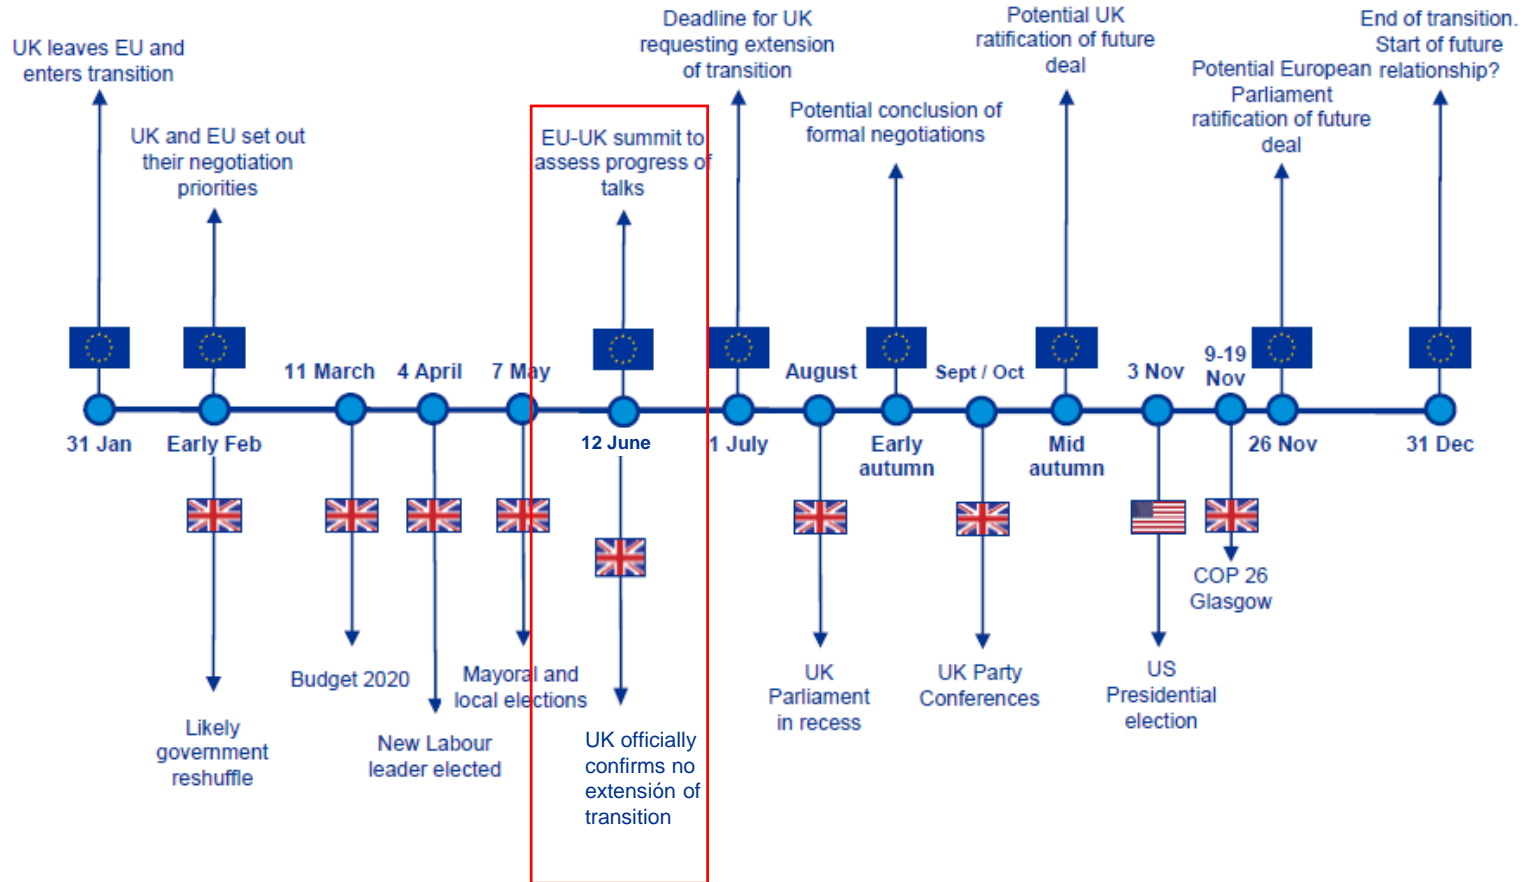 UK leaves EU and
enters transition
UK and EU set out
their negotiation
priorities
EU-UK summit to
assess progress of
talks
Deadline for UK
requesting extension
of transition
Potential conclusion of
formal negotiations
Potential UK
ratification of future
deal
Potential European
Parliament
ratification of future
deal
End of transition.
Start of future
relationship?
11 March
4 April
7 May
August
Sept / Oct
3 Nov
9-19
Nov
31 Jan
Early Feb
12 June
1 July
Early
autumn
Mid
autumn
26 Nov
31 Dec
Likely
government
reshuffle
Budget 2020
New Labour
leader elected
Mayoral and
local elections
UK officially
confirms no
extensión of
transition
UK
Parliament
in recess
UK Party
Conferences
US
Presidential
election
COP 26
Glasgow